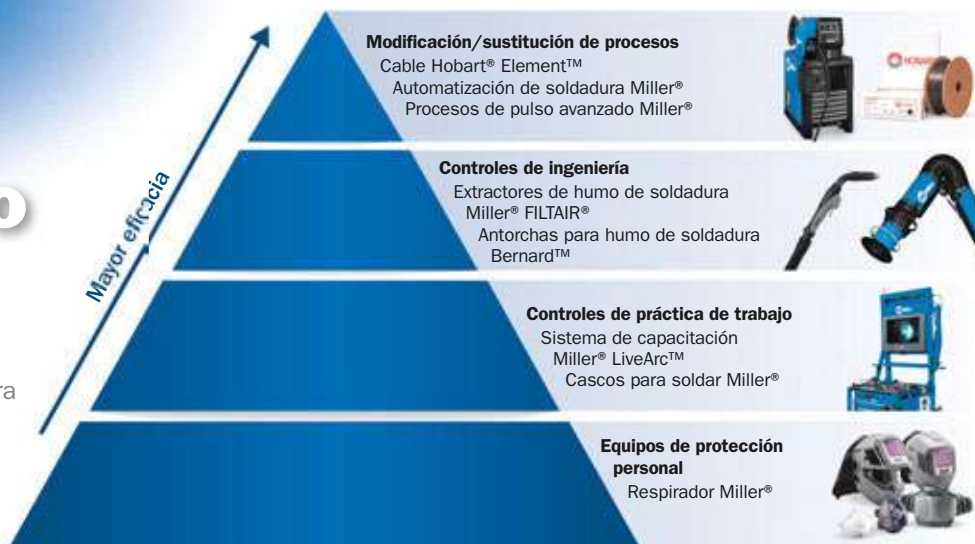 Modificación/sustitución de procesos
Cable Hobart® Element™
Automatización de soldadura Miller®
Procesos de pulso avanzado Miller®
Mayor eficacia
Controles de ingeniería
Extractores de humo de soldadura
Miller® FILTAIR®
Antorchas para humo de soldadura
Bernard™
o
Controles de práctica de trabajo
Sistema de capacitación
Miller® LiveArc™
Cascos para soldar Miller®
ra
Equipos de protección
personal
Respirador Miller®